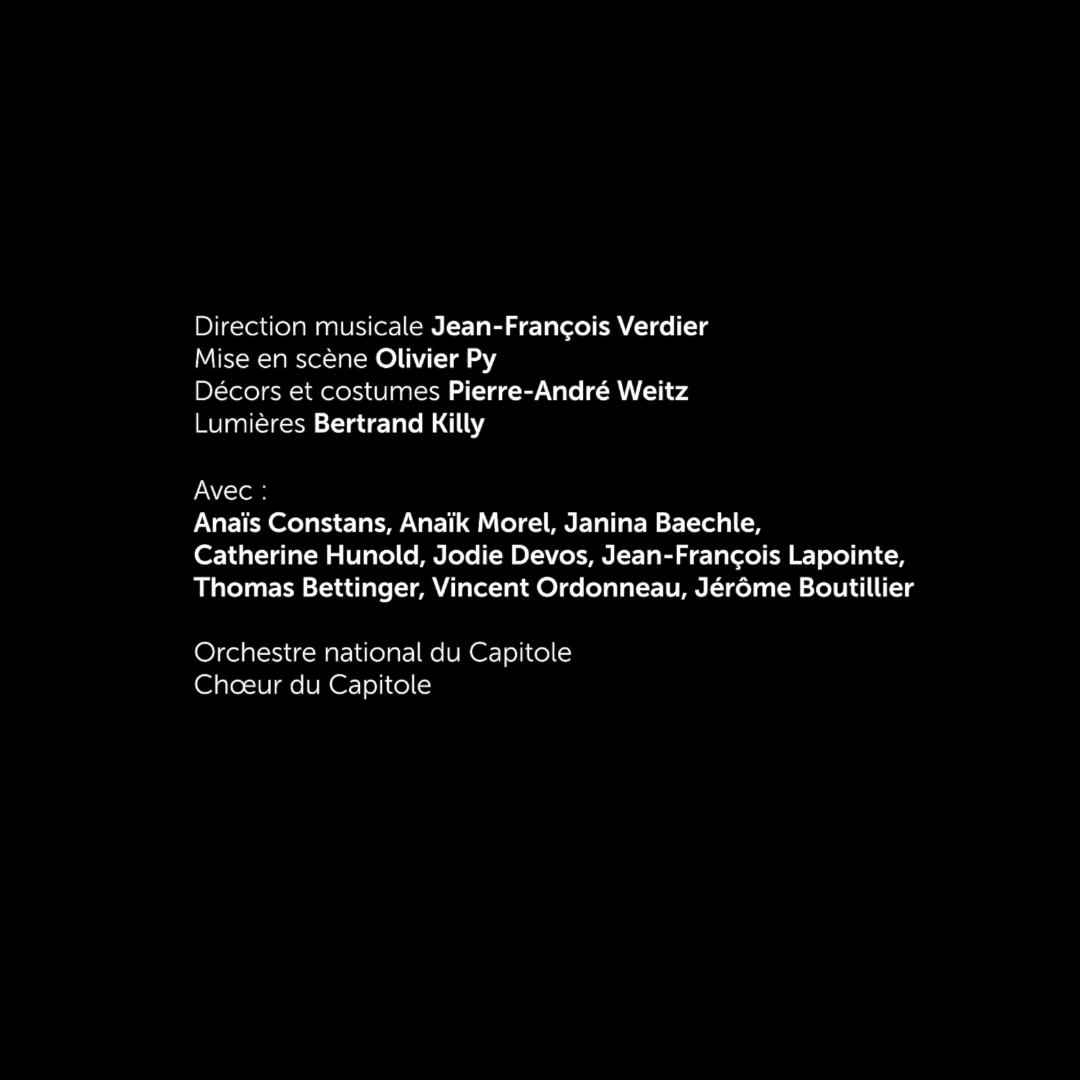 Direction musicale Jean-François Verdier
Mise en scène Olivier Py
Décors et costumes Pierre-André Weitz
Lumières Bertrand Killy
Avec :
Anaïs Constans, Anaïk Morel, Janina Baechle,
Catherine Hunold, Jodie Devos, Jean-François Lapointe,
Thomas Bettinger, Vincent Ordonneau, Jérôme Boutillier
Orchestre national du Capitole
Chœur du Capitole